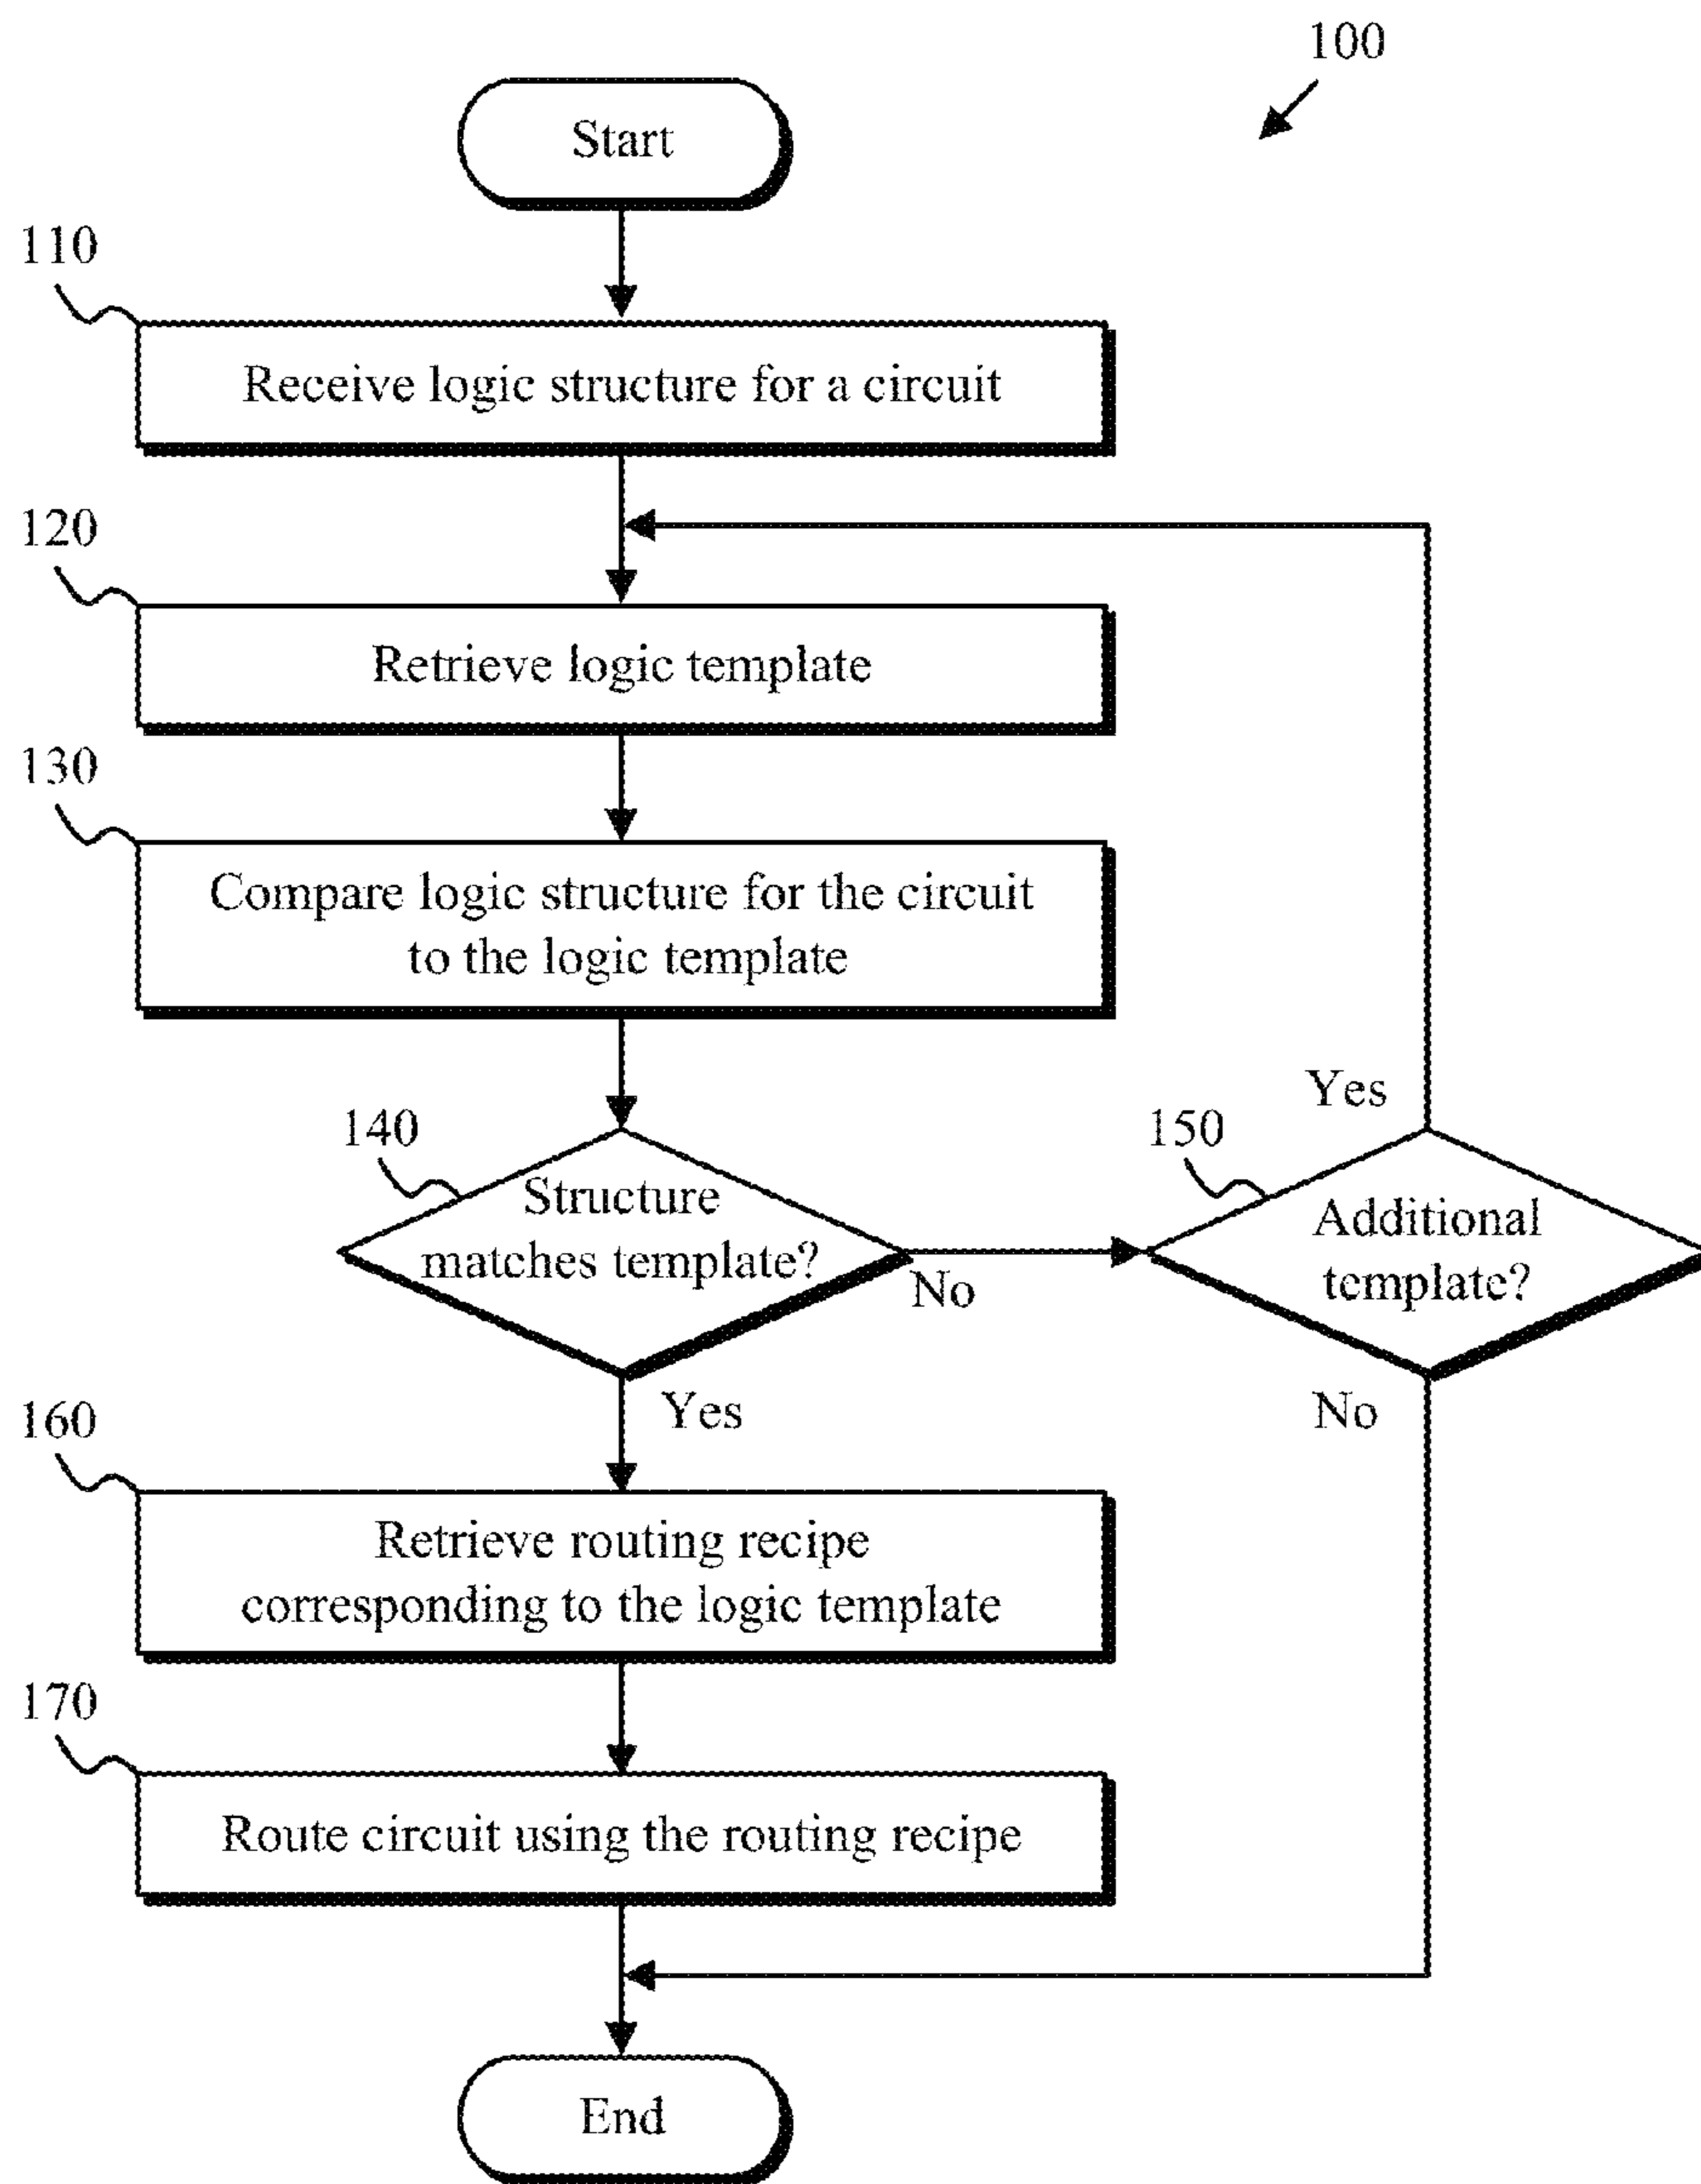 100
Start
110
Receive logic structure for a circuit
120
Retrieve logic template
130
Compare logic structure for the circuit
to the logic template
140
Structure
matches template?
No
Yes
150
Additional
template?
Yes
No
160
Retrieve routing recipe
corresponding to the logic template
170
Route circuit using the routing recipe
End